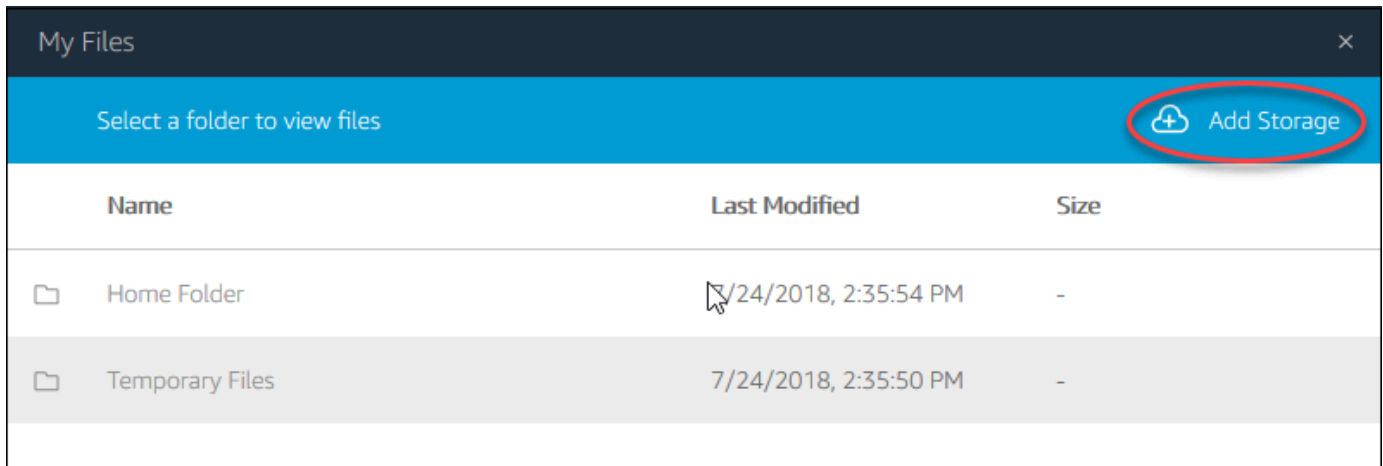 My Files ×
Select a folder to view files Add Storage
Name Last Modified Size
Home Folder 7/24/2018, 2:35:54 PM -
Temporary Files 7/24/2018, 2:35:50 PM -